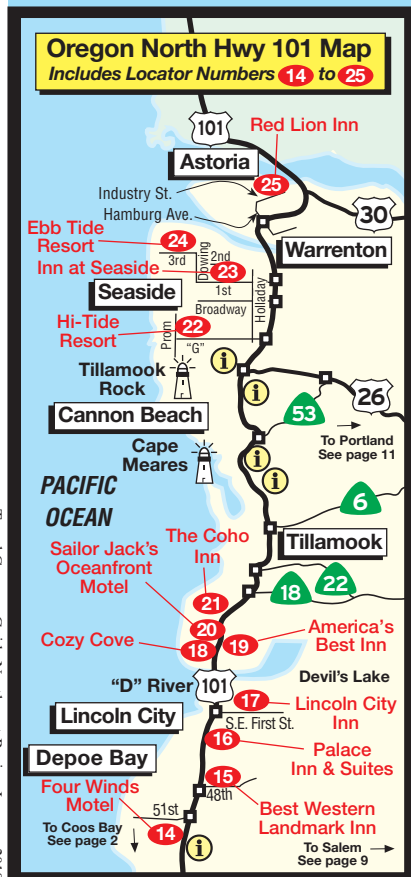 Oregon North Hwy 101 Map
Includes Locator Numbers 14 to 25
101
Red Lion Inn
Astoria
25
Industry St.
Hamburg Ave.
30
Ebb Tide
Resort
24
3rd
Dowing
2nd
Warrenton
Inn at Seaside
23
1st
Seaside
Broadway
Holladay
Hi-Tide
Resort
22
Prom
"G"
i
Tillamook
Rock
i
26
Cannon Beach
53
To Portland
See page 11
Cape
Meares
i
i
PACIFIC
OCEAN
6
Tillamook
The Coho
Inn
Sailor Jack's
Oceanfront
Motel
22
18
21
20
America's
Best Inn
Cozy Cove
18
19
"D" River
101
Devil's Lake
17
Lincoln City
Inn
Lincoln City
S.E. First St.
16
Palace
Inn & Suites
Depoe Bay
15
Four Winds
Motel
48th
Best Western
Landmark Inn
51st
To Coos Bay
See page 2
14
i
To Salem
See page 9